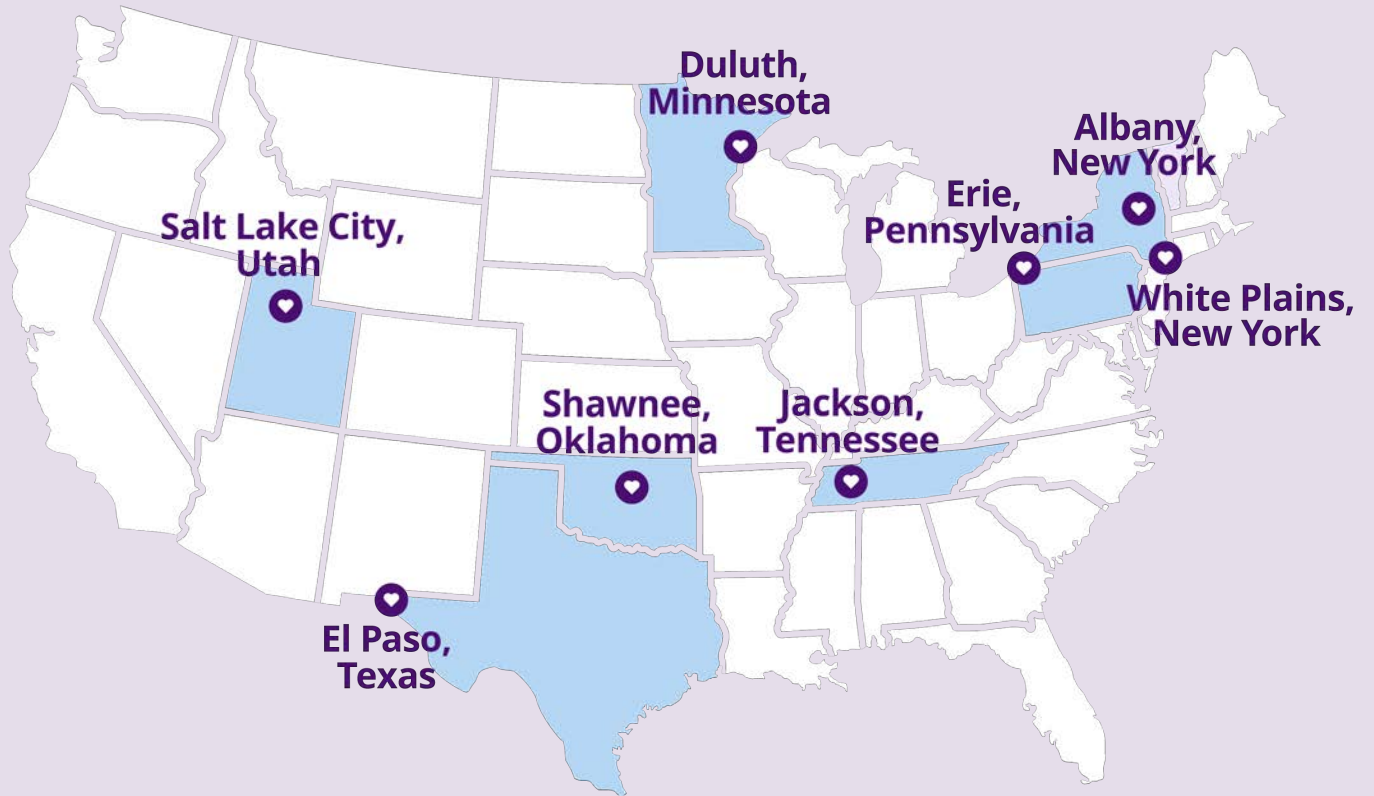 Duluth,
Minnesota
Albany,
New York
Erie,
Pennsylvania
Salt Lake City,
Utah
White Plains,
New York
Shawnee,
Oklahoma
Jackson,
Tennessee
El Paso,
Texas